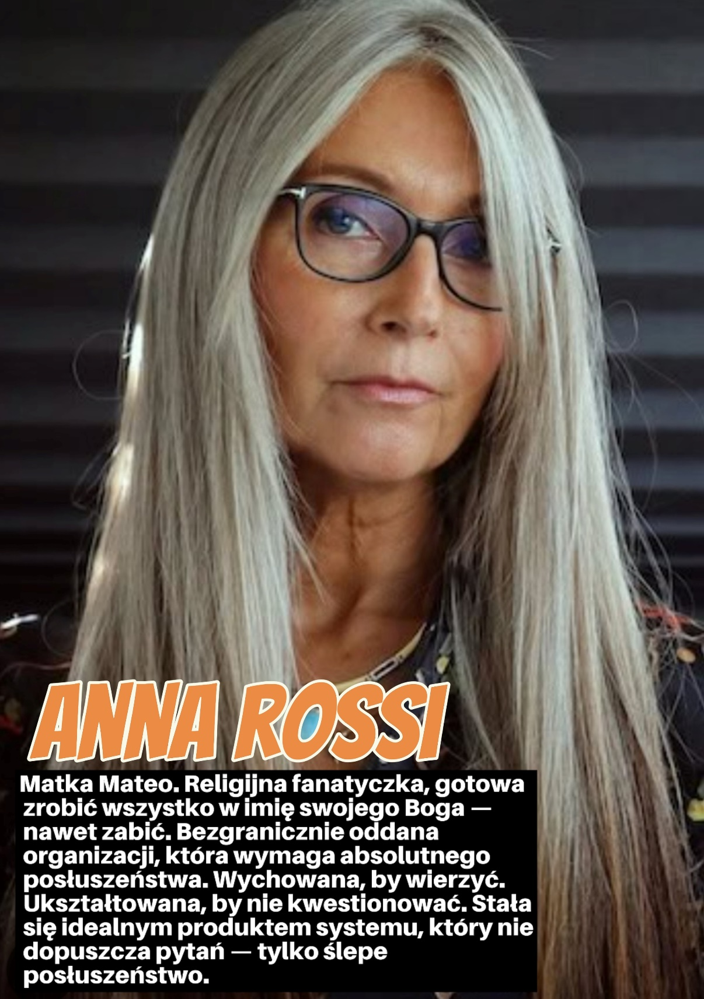 ANNA ROSSI
Matka Mateo. Religijna fanatyczka, gotowa
zrobić wszystko w imię swojego Boga —
nawet zabić. Bezgranicznie oddana
organizacji, która wymaga absolutnego
posłuszeństwa. Wychowana, by wierzyć.
Ukształtowana, by nie kwestionować. Stała
się idealnym produktem systemu, który nie
dopuszcza pytań — tylko ślepe
posłuszeństwo.